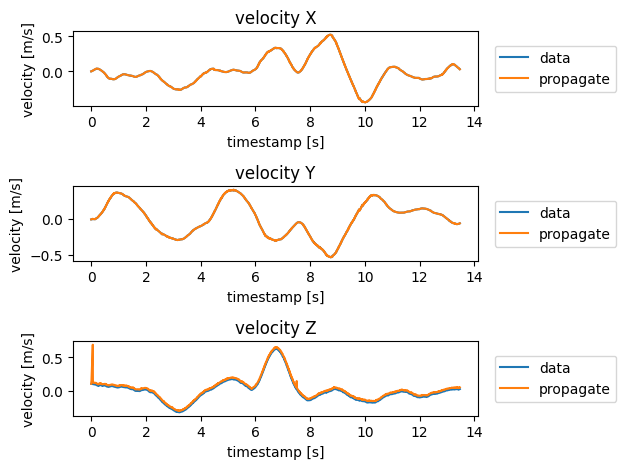 velocity X
velocity [m/s]
0.5
0.0
0 2 4 6 8 10 12 14
timestamp [s]
data
propagate
velocity Y
velocity [m/s]
0.0
−0.5
0 2 4 6 8 10 12 14
timestamp [s]
data
propagate
velocity Z
velocity [m/s]
0.5
0.0
0 2 4 6 8 10 12 14
timestamp [s]
data
propagate